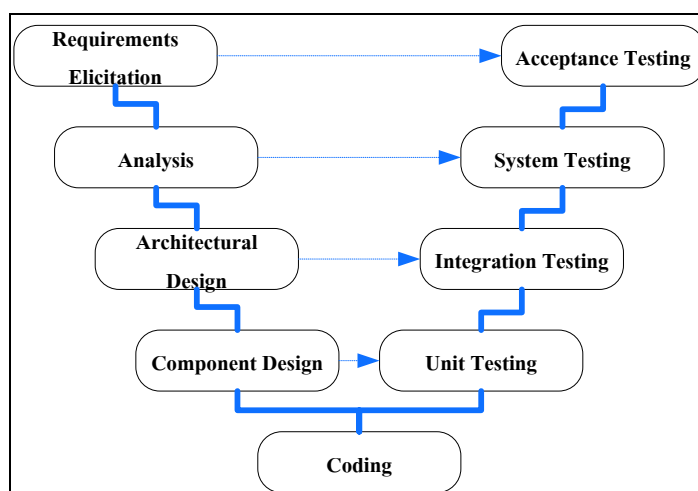 Requirements
Elicitation
Acceptance Testing
Analysis
System Testing
Architectural
Design
Integration Testing
Component Design
Unit Testing
Coding